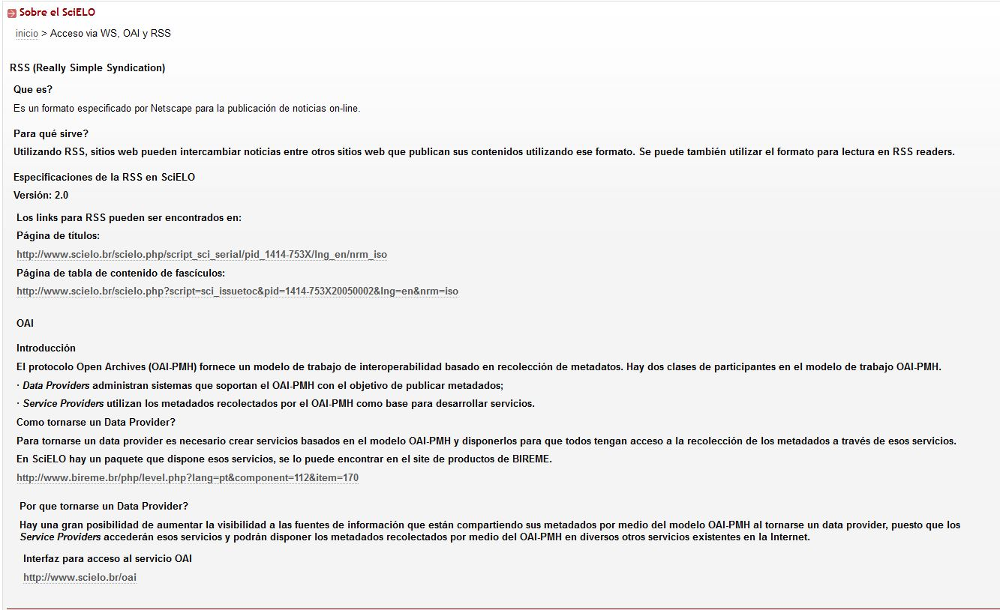 Sobre el SciELO
inicio > Acceso via WS, OAI y RSS
RSS (Really Simple Syndication)
Que es?
Es un formato especificado por Netscape para la publicación de noticias on-line.
Para qué sirve?
Utilizando RSS, sitios web pueden intercambiar noticias entre otros sitios web que publican sus contenidos utilizando ese formato. Se puede también utilizar el formato para lectura en RSS readers.
Especificaciones de la RSS en SciELO
Versión: 2.0
Los links para RSS pueden ser encontrados en:
Página de títulos:
http://www.scielo.br/scielo.php/script_sci_serial/pid_1414-753X/lng_en/nrm_iso
Página de tabla de contenido de fascículos:
http://www.scielo.br/scielo.php?script=sci_issuetoc&pid=1414-753X20050002&lng=en&nrm=iso
OAI
Introducción
El protocolo Open Archives (OAI-PMH) fornece un modelo de trabajo de interoperabilidad basado en recolección de metadatos. Hay dos clases de participantes en el modelo de trabajo OAI-PMH.
· Data Providers administran sistemas que soportan el OAI-PMH con el objetivo de publicar metadados;
· Service Providers utilizan los metadados recolectados por el OAI-PMH como base para desarrollar servicios.
Como tornarse un Data Provider?
Para tornarse un data provider es necesario crear servicios basados en el modelo OAI-PMH y disponerlos para que todos tengan acceso a la recolección de los metadados a través de esos servicios.
En SciELO hay un paquete que dispone esos servicios, se lo puede encontrar en el site de productos de BIREME.
http://www.bireme.br/php/level.php?lang=pt&component=112&item=170
Por que tornarse un Data Provider?
Hay una gran posibilidad de aumentar la visibilidad a las fuentes de información que están compartiendo sus metadados por medio del modelo OAI-PMH al tornarse un data provider, puesto que los
Service Providers accederán esos servicios y podrán disponer los metadados recolectados por medio del OAI-PMH en diversos otros servicios existentes en la Internet.
Interfaz para acceso al servicio OAI
http://www.scielo.br/oai